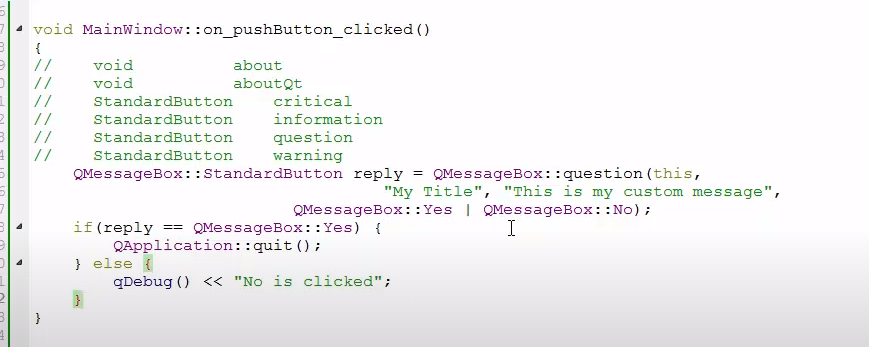 void MainWindow::on_pushButton_clicked()
{
//    void          about
//    void          aboutQt
//    StandardButton    critical
//    StandardButton    information
//    StandardButton    question
//    StandardButton    warning
    QMessageBox::StandardButton reply = QMessageBox::question(this,
                                   "My Title", "This is my custom message",
                          QMessageBox::Yes | QMessageBox::No);
    if(reply == QMessageBox::Yes) {
        QApplication::quit();
    } else {
        qDebug() << "No is clicked";
    }
}